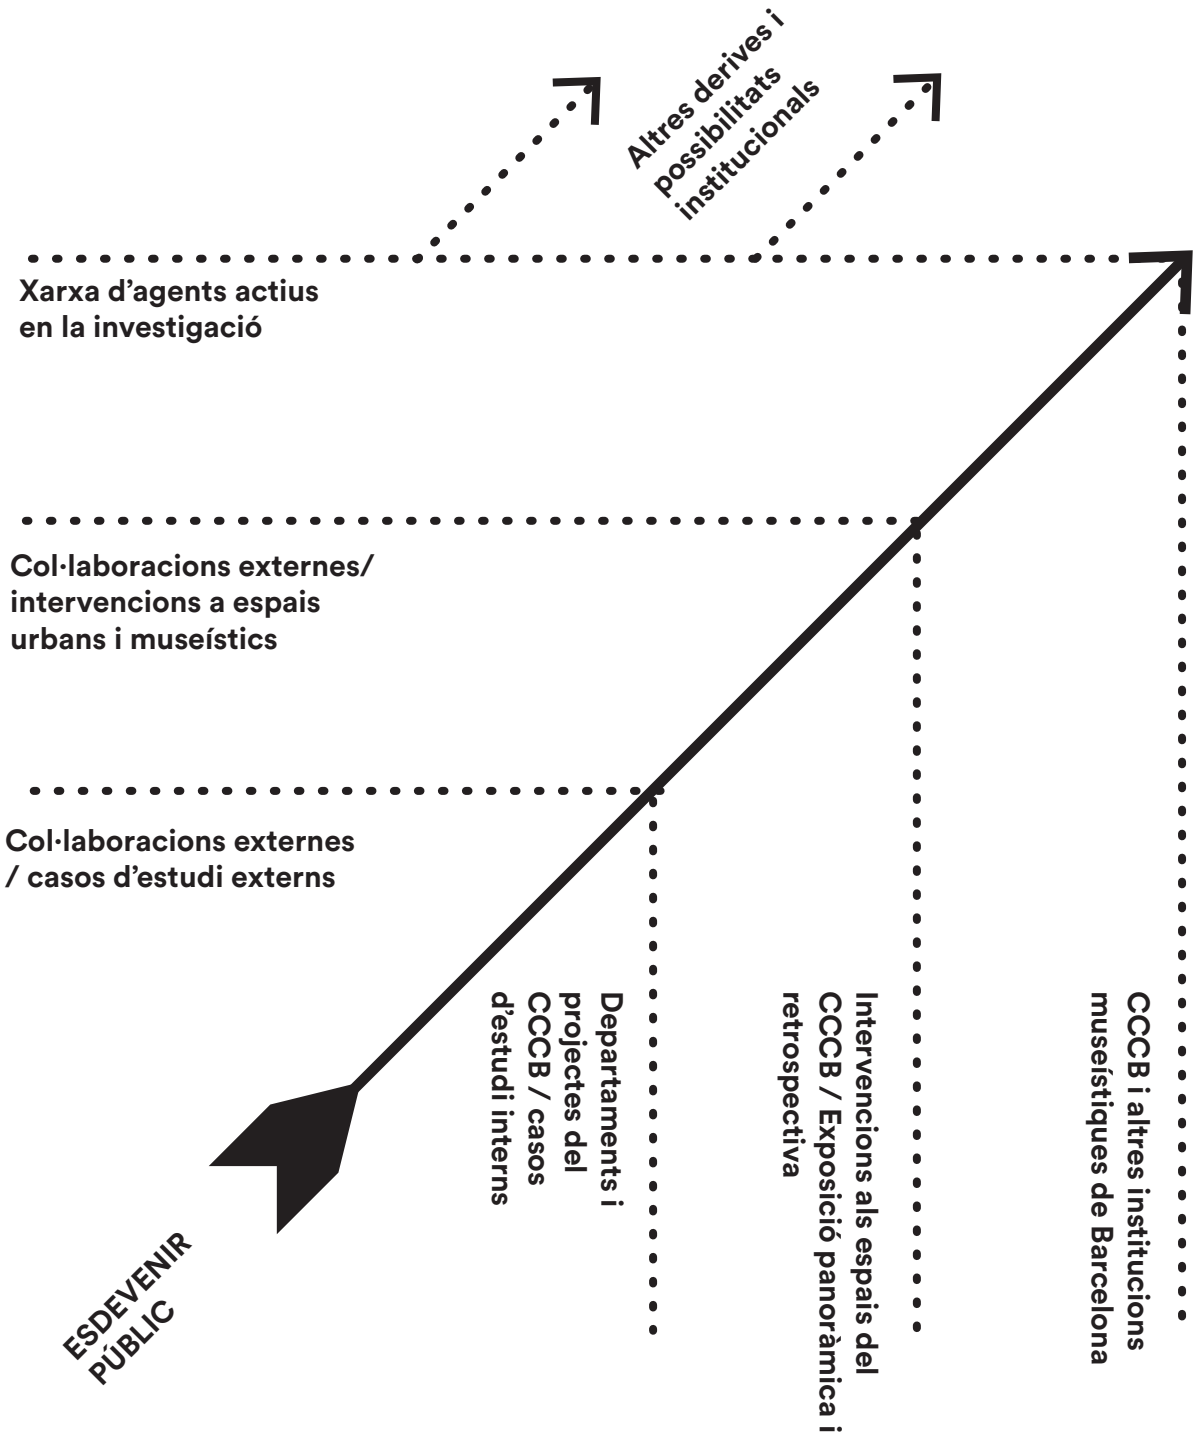 Altres derives i
possibilitats
institucionals
Xarxa d’agents actius
en la investigació
Col·laboracions externes/
intervencions a espais
urbans i museístics
Col·laboracions externes
/ casos d’estudi externs
Departaments i
projectes del
CCCB / casos
d’estudi interns
Intervencions als espais del
CCCB / Exposició panoràmica i
retrospectiva
CCCB i altres institucions
museístiques de Barcelona
ESDEVENIR
PÚBLIC